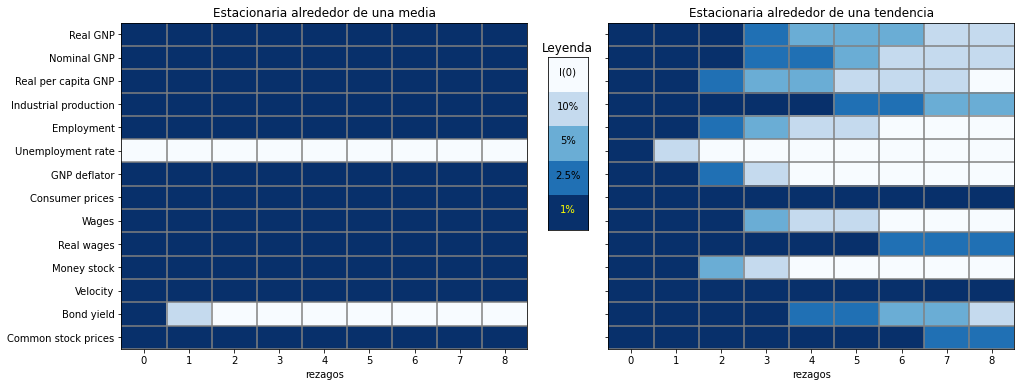 Estacionaria alrededor de una media
Estacionaria alrededor de una tendencia
Real GNP
Nominal GNP
Real per capita GNP
Industrial production
Employment
Unemployment rate
GNP deflator
Consumer prices
Wages
Real wages
Money stock
Velocity
Bond yield
Common stock prices
0 1 2 3 4 5 6 7 8
rezagos
Leyenda
I(0)
10%
5%
2.5%
1%
0 1 2 3 4 5 6 7 8
rezagos